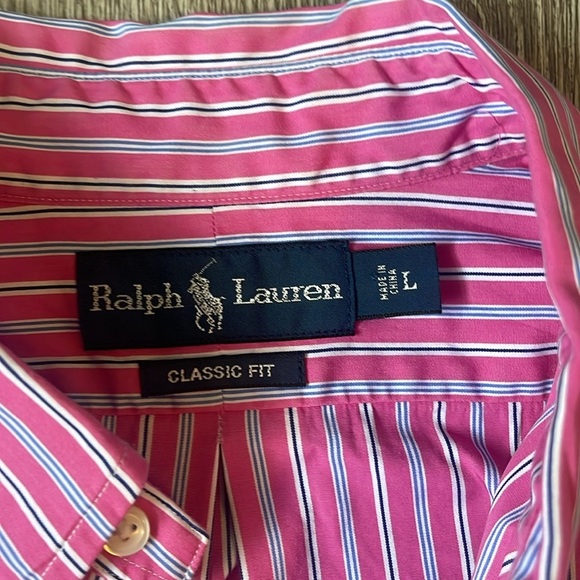 Ralph Lauren
MADE IN
CHINA
L
CLASSIC FIT